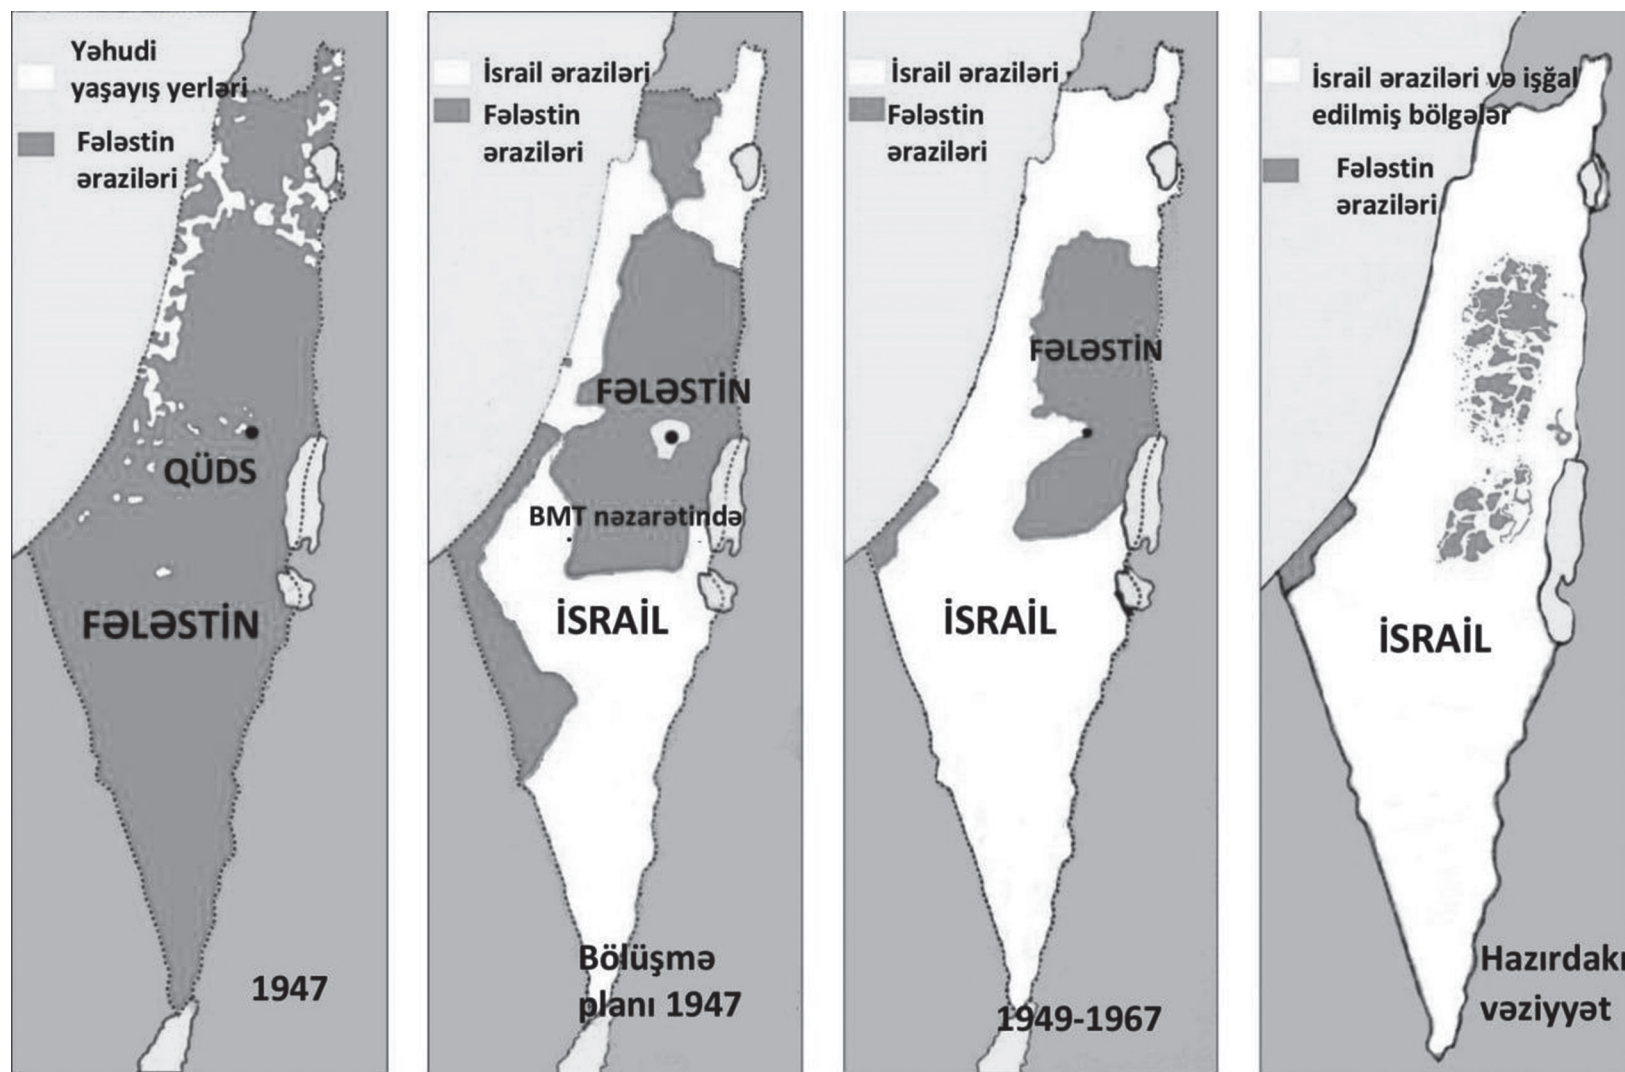 Yəhudi
yaşayış yerləri
Fələstin
əraziləri
QÜDS
FƏLƏSTİN
1947
İsrail əraziləri
Fələstin
əraziləri
FƏLƏSTİN
BMT nəzarətində
İSRAİL
Bölüşmə
planı 1947
İsrail əraziləri
Fələstin
əraziləri
FƏLƏSTİN
İSRAİL
1949-1967
İsrail əraziləri və işğal
edilmiş bölgələr
Fələstin
əraziləri
İSRAİL
Hazırdakı
vəziyyət